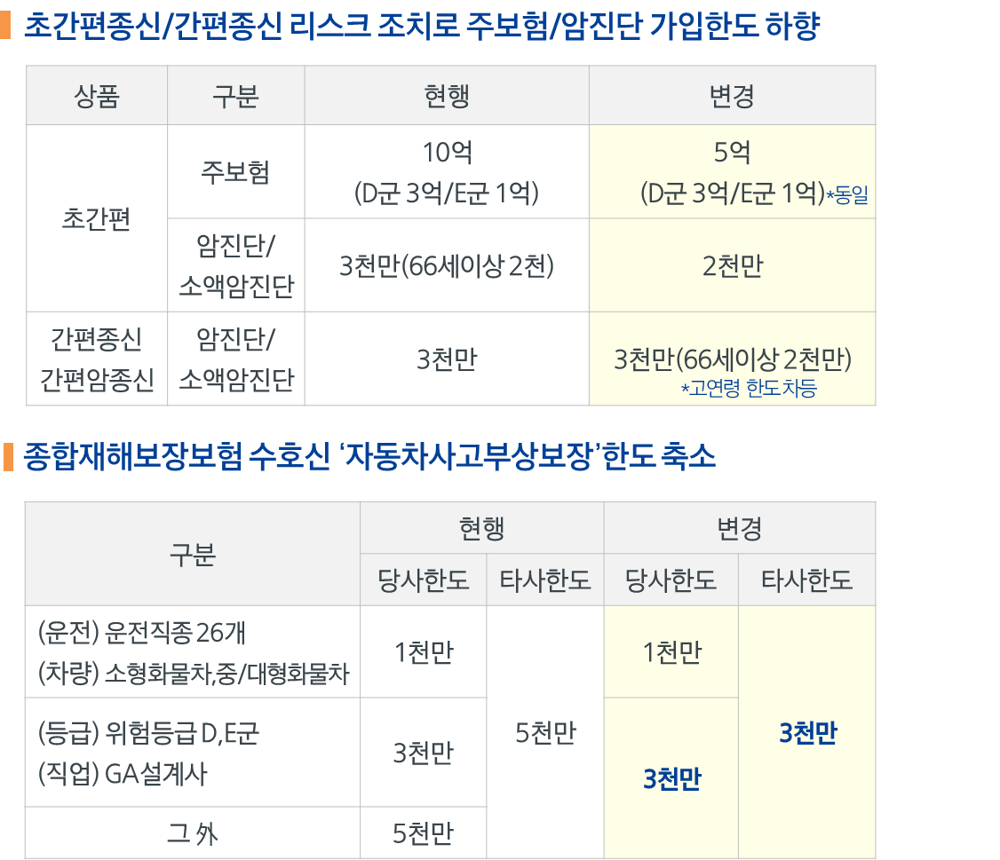 초간편종신/간편종신 리스크 조치로 주보험/암진단 가입한도 하향
상품 구분 현행 변경
초간편
주보험
10억
(D군 3억/E군 1억)
5억
(D군 3억/E군 1억)*동일
암진단/
소액암진단
3천만(66세이상 2천)
2천만
간편종신
간편암종신
암진단/
소액암진단
3천만
3천만(66세이상 2천만)
*고연령 한도차등
종합재해보장보험 수호신 ‘자동차사고부상보장’한도 축소
구분
현행 변경
당사한도 타사한도 당사한도 타사한도
(운전) 운전직종 26개
(차량) 소형화물차,중/대형화물차
1천만
5천만
1천만
3천만
(등급) 위험등급 D,E군
(직업) GA설계사
3천만
3천만
그 外
5천만